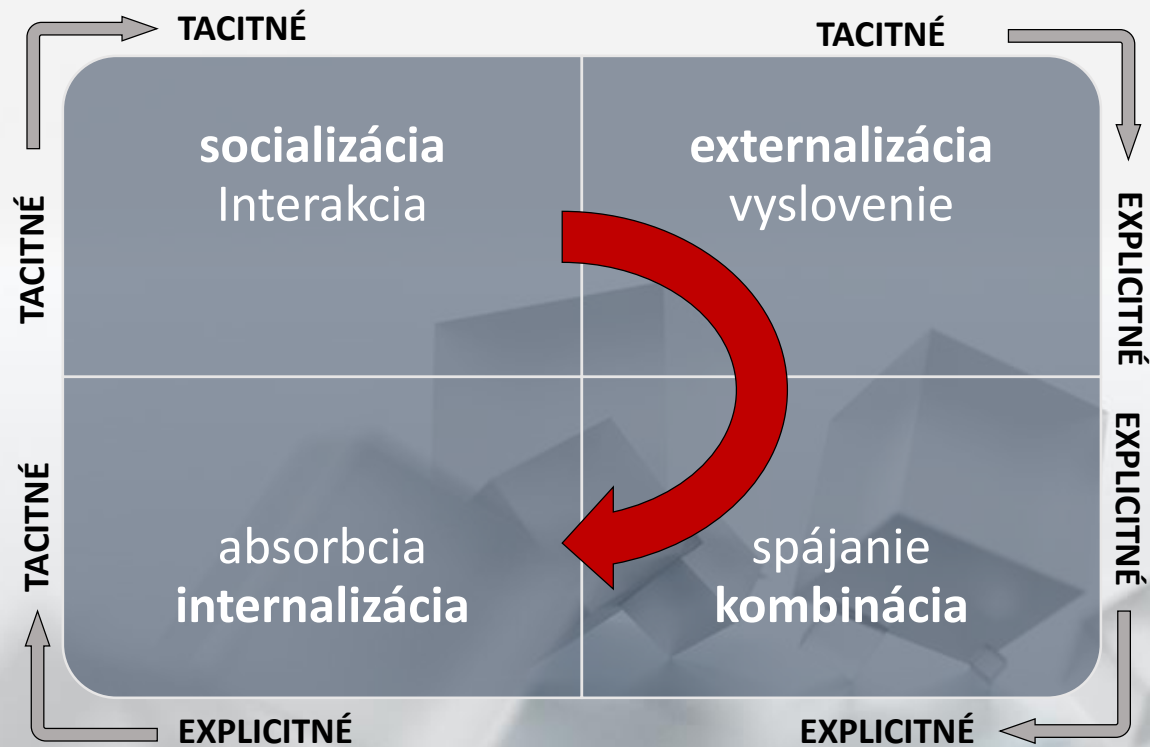 TACITNÉ
TACITNÉ
TACITNÉ
socializácia
Interakcia
externalizácia
vyslovenie
EXPLICITNÉ
TACITNÉ
absorbcia
internalizácia
spájanie
kombinácia
EXPLICITNÉ
EXPLICITNÉ
EXPLICITNÉ